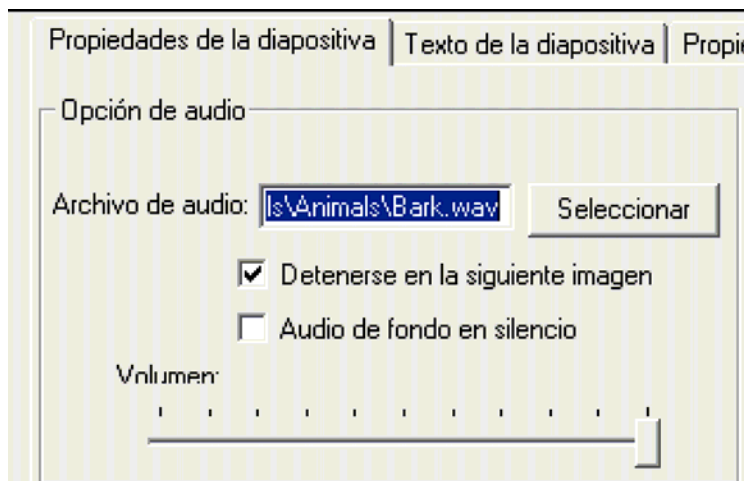 Propiedades de la diapositiva Texto de la diapositiva Propie
Opción de audio
Archivo de audio: ls\Animals\Bark.wav Seleccionar
Detenerse en la siguiente imagen
Audio de fondo en silencio
Volumen: